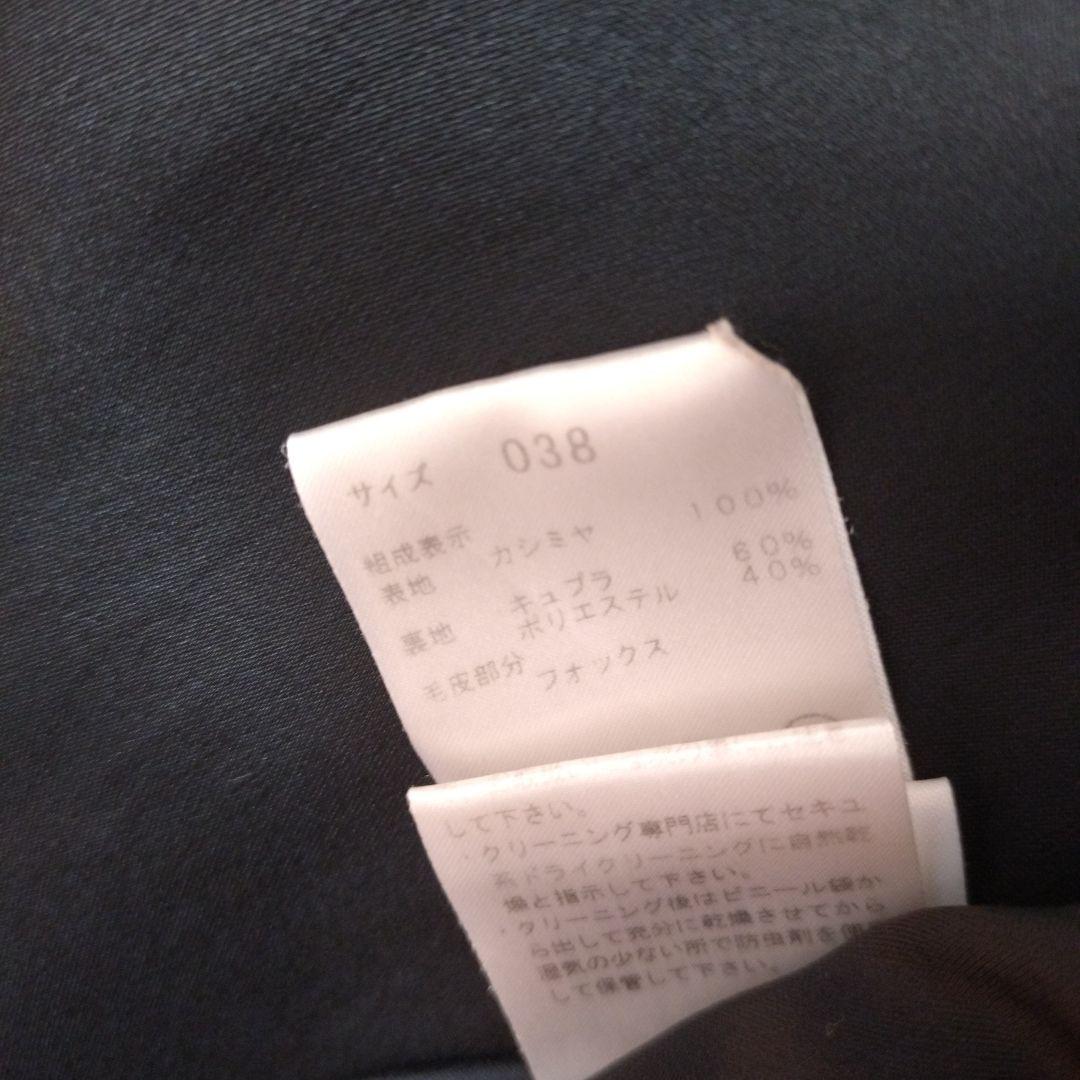 サイズ 038
組成表示
表地 カシミヤ 100%
裏地 キュプラ 60%
ポリエステル 40%
毛皮部分 フォックス
して下さい。
・クリーニング専門店にてセキユ
系ドライクリーニングに自然乾
燥と指示して下さい。
・クリーニング後はビニール袋か
ら出して充分に乾燥させてから
湿気の少ない所で防虫剤を使
して保管して下さい。